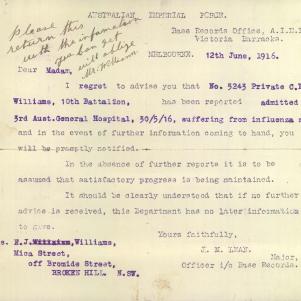 AUSTRALIAN IMPERIAL FORCE.
Please this
return this
with the information
you can get
will oblige
Mr Williams
Base Records Office, A.I.F.
Victoria Barracks.
MELBOURNE. 12th June, 1916.
Dear Madam,
I regret to advise you that No. 5243 Private C.
Williams, 10th Battalion, has been reported admitted
3rd Aust.General Hospital, 30/5/16, suffering from influenza
and in the event of further information coming to hand, you
will be promptly notified.
In the absence of further reports it is to be
assumed that satisfactory progress is being maintained.
It should be clearly understood that if no further
advice is received, this Department has no later information
to give.
Yours faithfully,
s. E.J. Williams,
J. M. LEAN.
Mica Street,
Major,
off Bromide Street,
Officer i/c Base Records.
BROKEN HILL. N.SW.